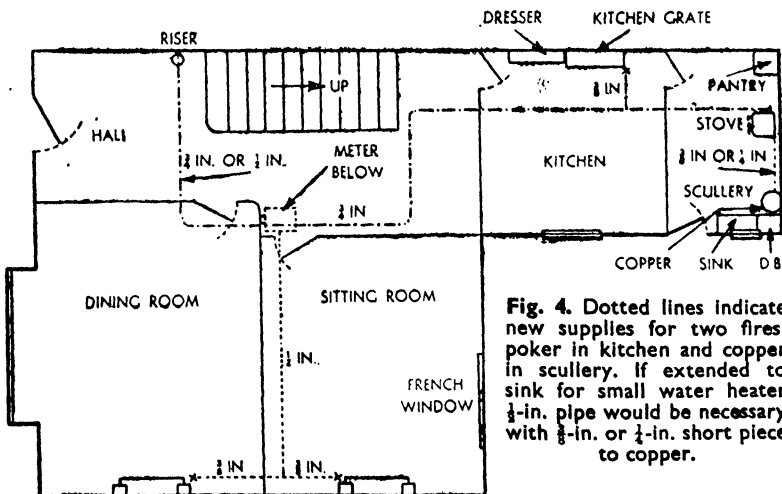 DRESSER
KITCHEN GRATE
RISER
UP
⅜ IN
PANTRY
STOVE
HALL
METER
BELOW
¾ IN. OR ½ IN.
KITCHEN
⅜ IN OR ¼ IN
¾ IN
SCULLERY
COPPER
SINK
D B
DINING ROOM
SITTING ROOM
½ IN.
FRENCH
WINDOW
⅜ IN
⅜ IN.
Fig. 4. Dotted lines indicate
new supplies for two fires
poker in kitchen and copper
in scullery. If extended to
sink for small water heater
½-in. pipe would be necessary
with ⅜-in. or ¼-in. short piece
to copper.